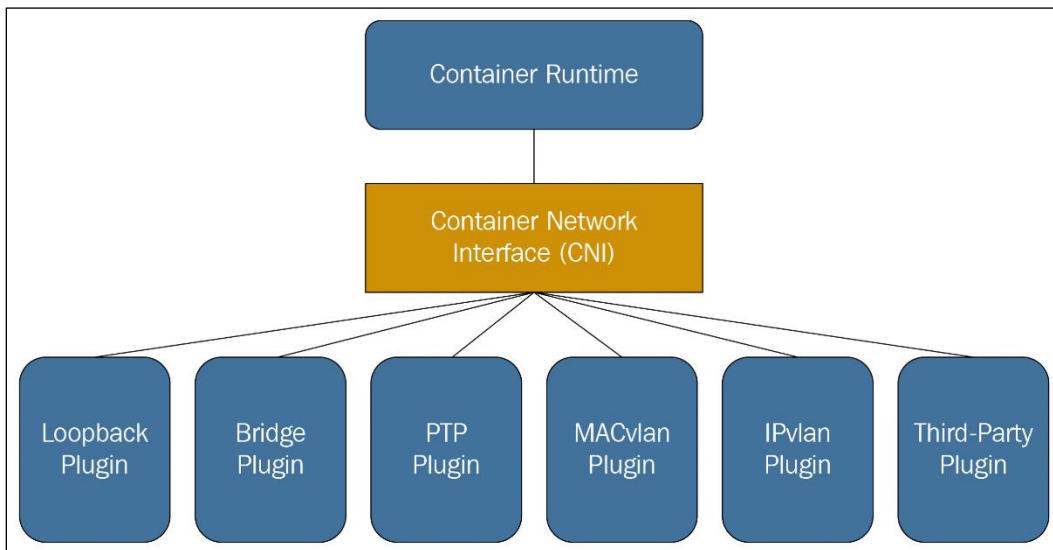 Container Runtime
Container Network
Interface (CNI)
Loopback
Plugin
Bridge
Plugin
PTP
Plugin
MACvlan
Plugin
IPvlan
Plugin
Third-Party
Plugin